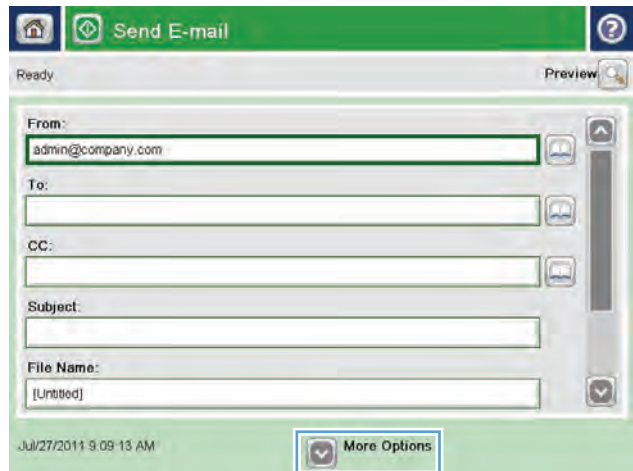 Send E-mail
?
Ready
Preview
From:
admin@company.com
To:
CC:
Subject:
File Name:
[Untitled]
Jul/27/2011 9:09:13 AM
More Options